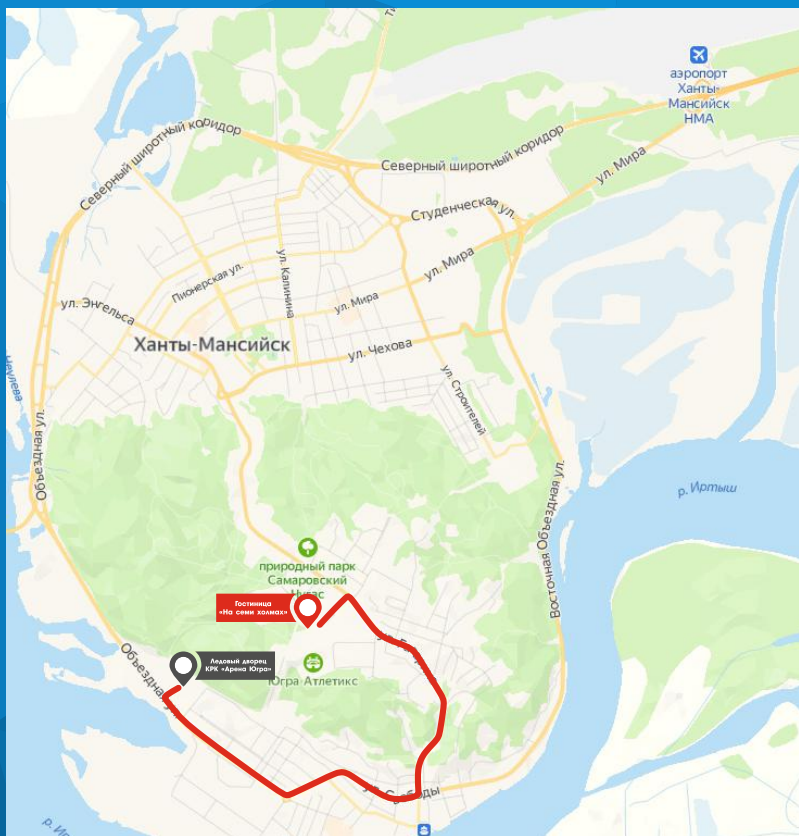 аэропорт
Ханты-
Мансийск
НМА
Северный широтный коридор
Северный широтный коридор
ул. Мира
Студенческая ул.
ул. Калинина
Пионерская ул.
ул. Мира
ул. Мира
ул. Энгельса
Ханты-Мансийск
ул. Чехова
ул. Строителей
Объездная ул.
р. Иртыш
Восточная Объездная ул.
природный парк
Самаровский
Чугас
Гостиница
«На семи холмах»
Ледовый дворец
КРК «Арена Югра»
Югра Атлетикс
Объездная ул.
ул. Свободы